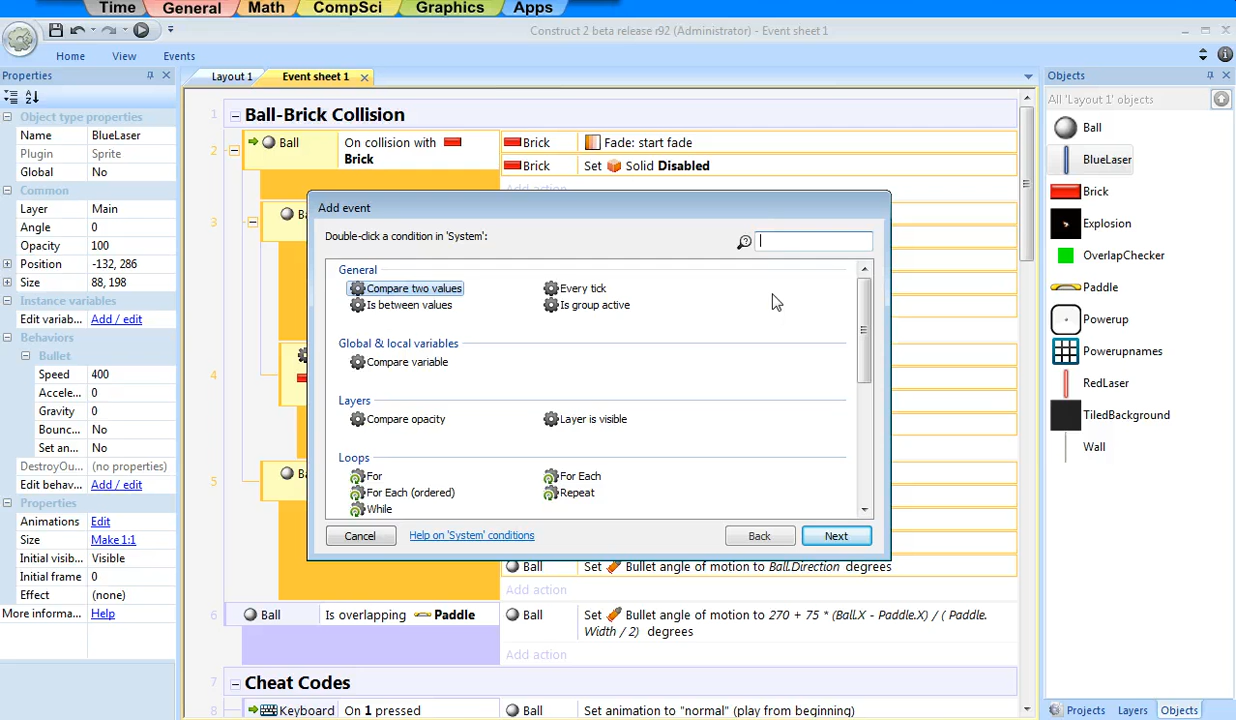 Time General Math CompSci Graphics Apps
Construct 2 beta release r92 (Administrator) - Event sheet 1
Home View Events
Properties
Object type properties
Name BlueLaser
Plugin Sprite
Global No
Common
Layer Main
Angle 0
Opacity 100
Position -132, 286
Size 88, 198
Instance variables
Edit variab... Add / edit
Behaviors
Bullet
Speed 400
Accele... 0
Gravity 0
Bounc... No
Set an... No
DestroyOu... (no properties)
Edit behav... Add / edit
Properties
Animations Edit
Size Make 1:1
Initial visib... Visible
Initial frame 0
Effect (none)
More informa... Help
Layout 1 Event sheet 1
1 Ball-Brick Collision
2 Ball On collision with Brick
Brick Fade: start fade
Brick Set Solid Disabled
Add action
3 Ba
4
5 Ba
Add event
Double-click a condition in 'System':
General
Compare two values Every tick
Is between values Is group active
Global & local variables
Compare variable
Layers
Compare opacity Layer is visible
Loops
For For Each
For Each (ordered) Repeat
While
Cancel Help on 'System' conditions Back Next
Ball Set Bullet angle of motion to Ball.Direction degrees
Add action
6 Ball Is overlapping Paddle Ball Set Bullet angle of motion to 270 + 75 * (Ball.X - Paddle.X) / ( Paddle.
Width / 2) degrees
Add action
7 Cheat Codes
8 Keyboard On 1 pressed Ball Set animation to "normal" (play from beginning)
Objects
All 'Layout 1' objects
Ball
BlueLaser
Brick
Explosion
OverlapChecker
Paddle
Powerup
Powerupnames
RedLaser
TiledBackground
Wall
Projects Layers Objects